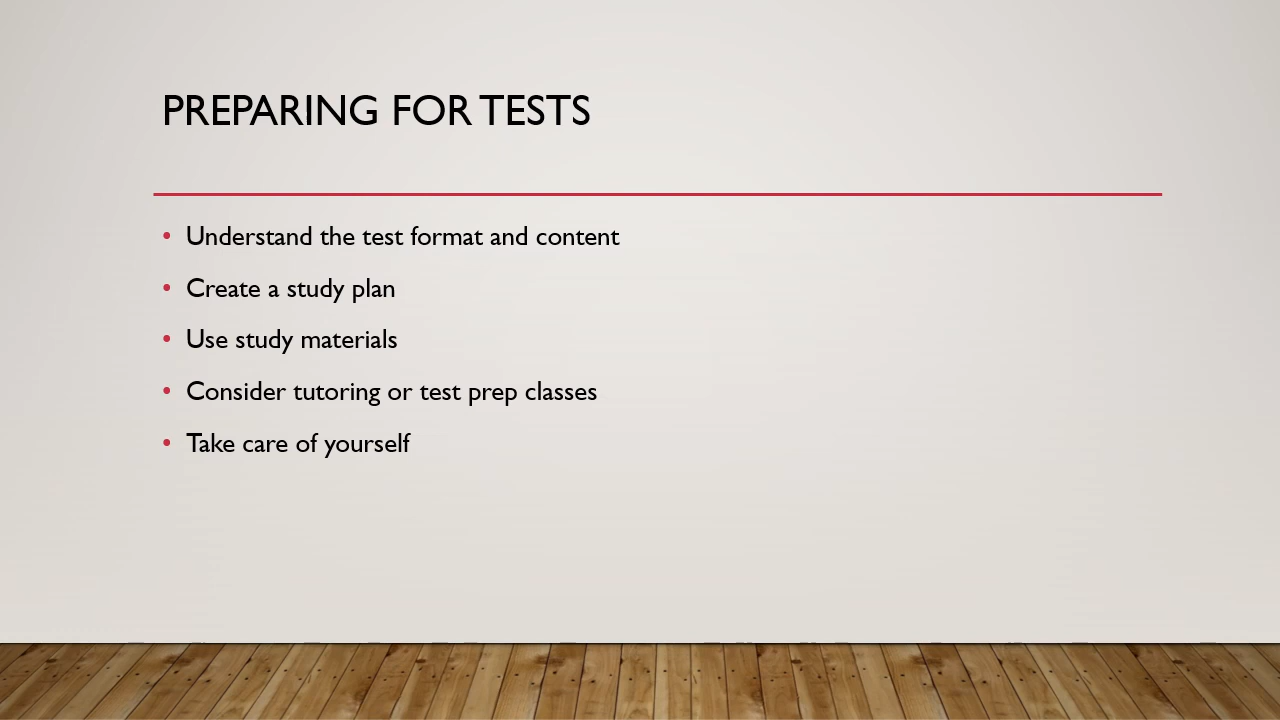 PREPARING FOR TESTS
• Understand the test format and content
• Create a study plan
• Use study materials
• Consider tutoring or test prep classes
• Take care of yourself